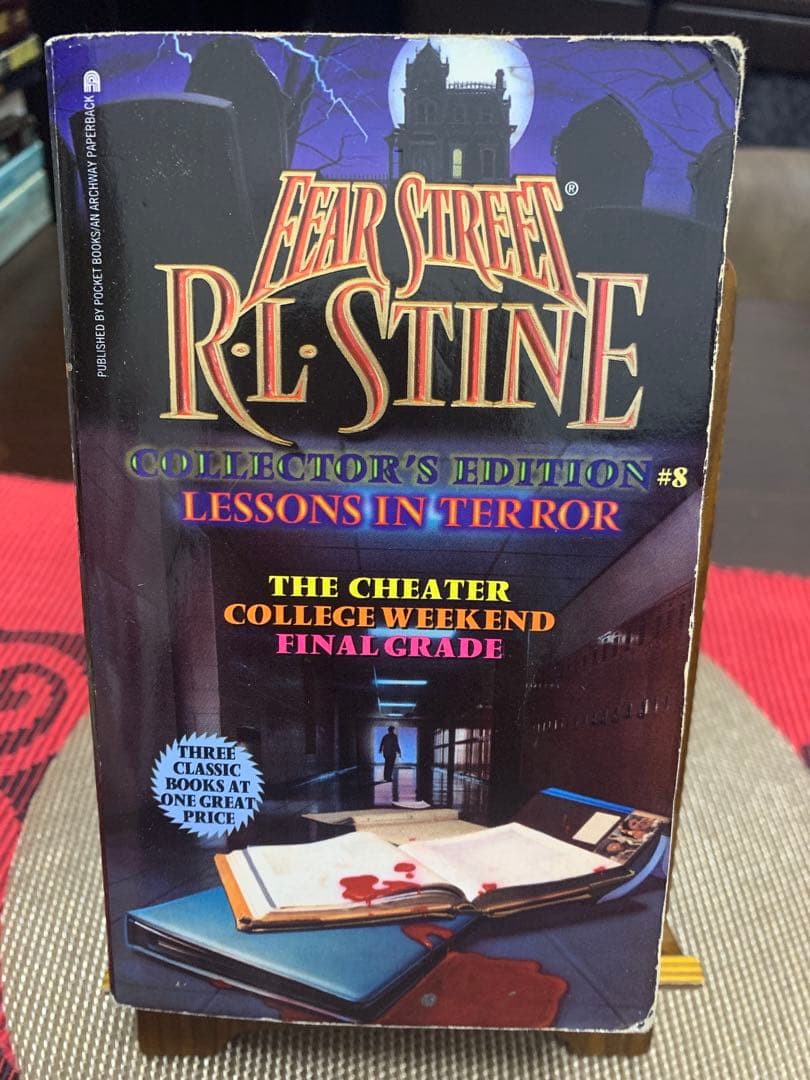 PUBLISHED BY POCKET BOOKS/AN ARCHWAY PAPERBACK
FEAR STREET®
R·L·STINE
COLLECTOR'S EDITION #8
LESSONS IN TERROR
THE CHEATER
COLLEGE WEEKEND
FINAL GRADE
THREE
CLASSIC
BOOKS AT
ONE GREAT
PRICE